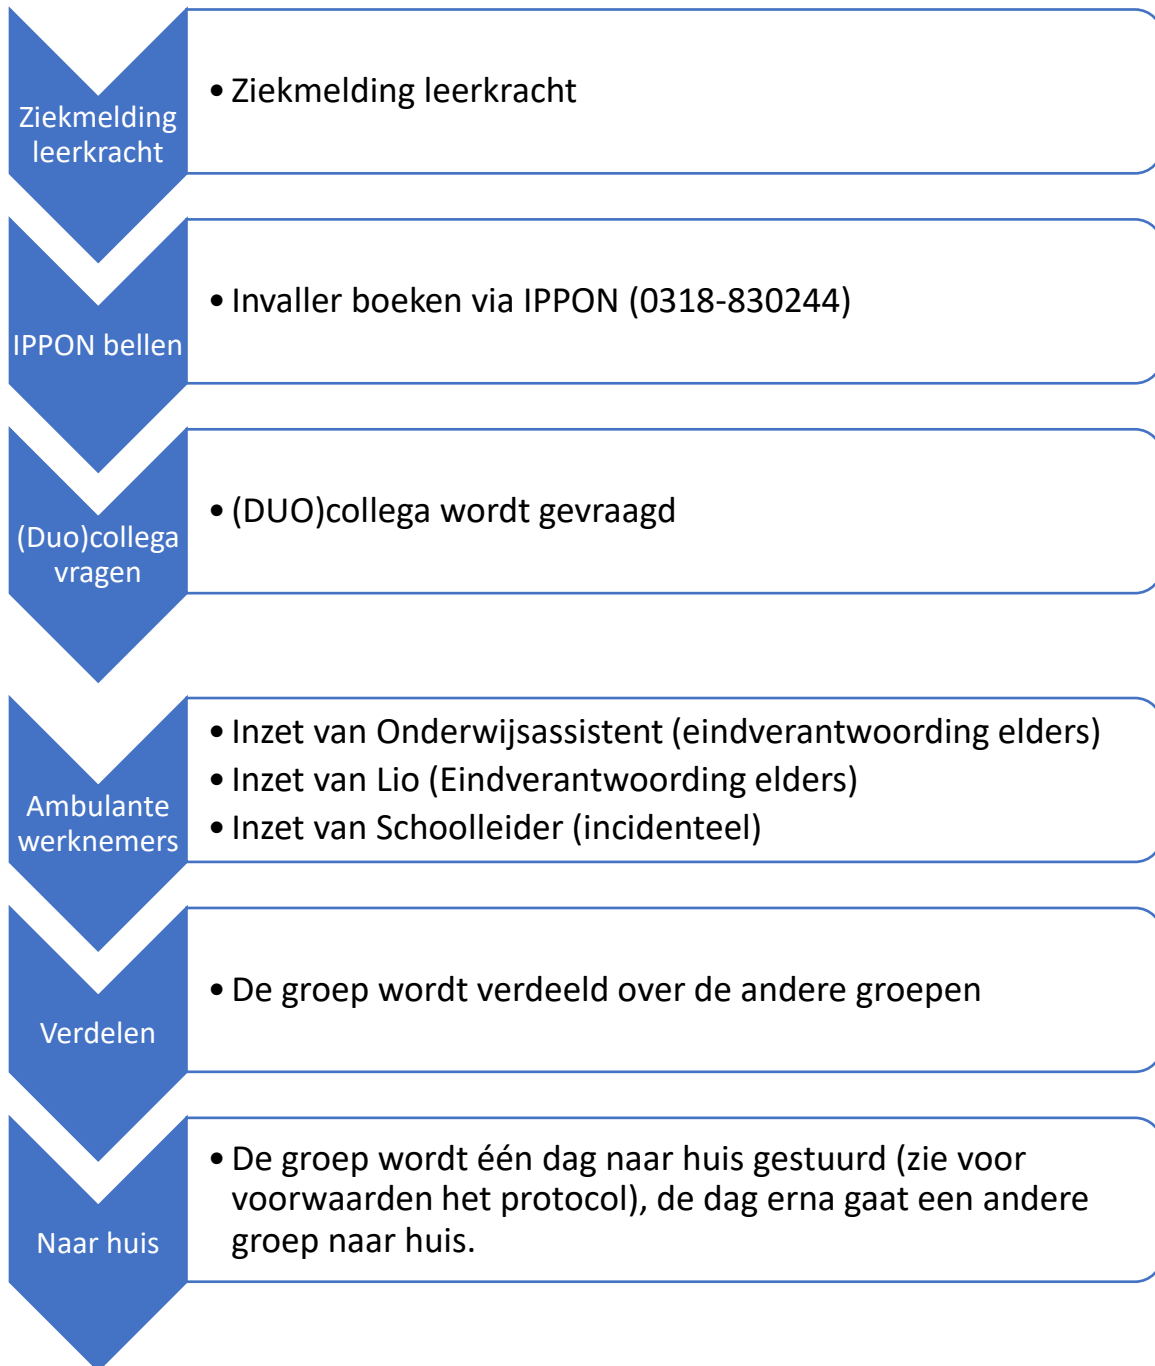 Ziekmelding
leerkracht
• Ziekmelding leerkracht
IPPON bellen
• Invaller boeken via IPPON (0318-830244)
(Duo)collega
vragen
• (DUO)collega wordt gevraagd
Ambulante
werknemers
• Inzet van Onderwijsassistent (eindverantwoording elders)
• Inzet van Lio (Eindverantwoording elders)
• Inzet van Schoolleider (incidenteel)
Verdelen
• De groep wordt verdeeld over de andere groepen
Naar huis
• De groep wordt één dag naar huis gestuurd (zie voor
voorwaarden het protocol), de dag erna gaat een andere
groep naar huis.